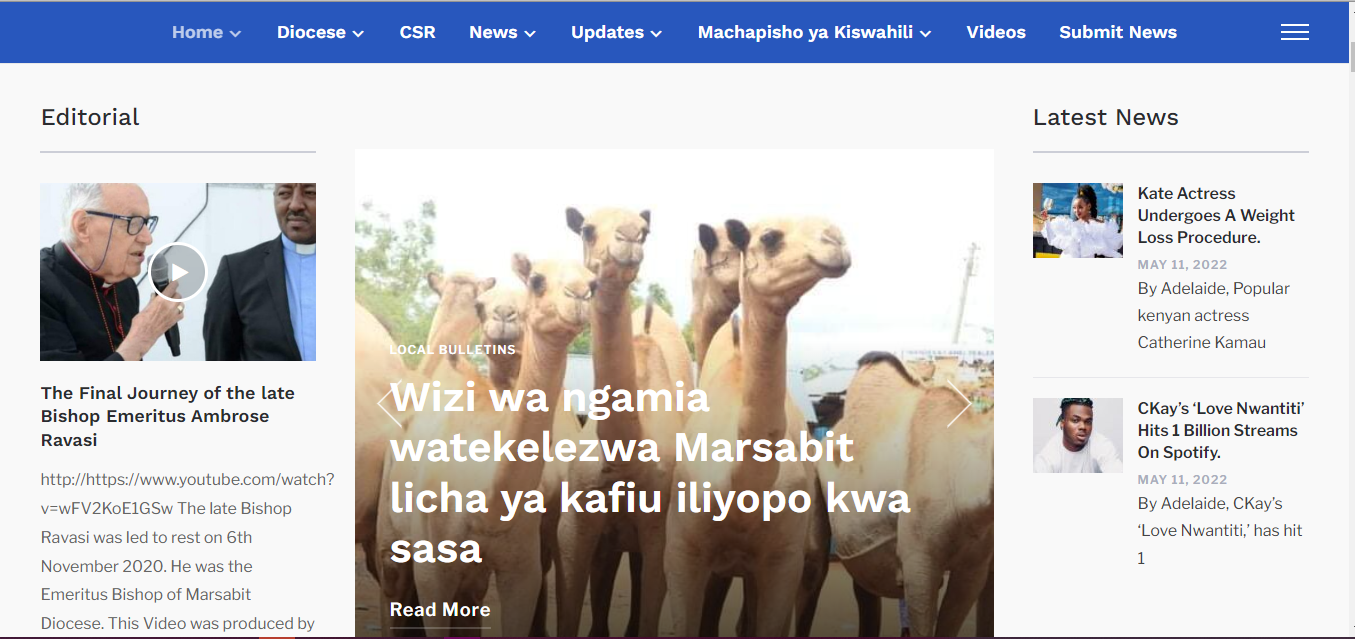 Home Diocese CSR News Updates Machapisho ya Kiswahili Videos Submit News
Editorial
The Final Journey of the late
Bishop Emeritus Ambrose
Ravasi
http://https://www.youtube.com/watch?
v=wFV2KoE1GSw The late Bishop
Ravasi was led to rest on 6th
November 2020. He was the
Emeritus Bishop of Marsabit
Diocese. This Video was produced by
LOCAL BULLETINS
Wizi wa ngamia
watekelezwa Marsabit
licha ya kafiu iliyopo kwa
sasa
Read More
Latest News
Kate Actress
Undergoes A Weight
Loss Procedure.
MAY 11, 2022
By Adelaide, Popular
kenyan actress
Catherine Kamau
CKay’s ‘Love Nwantiti’
Hits 1 Billion Streams
On Spotify.
MAY 11, 2022
By Adelaide, CKay’s
‘Love Nwantiti,’ has hit
1